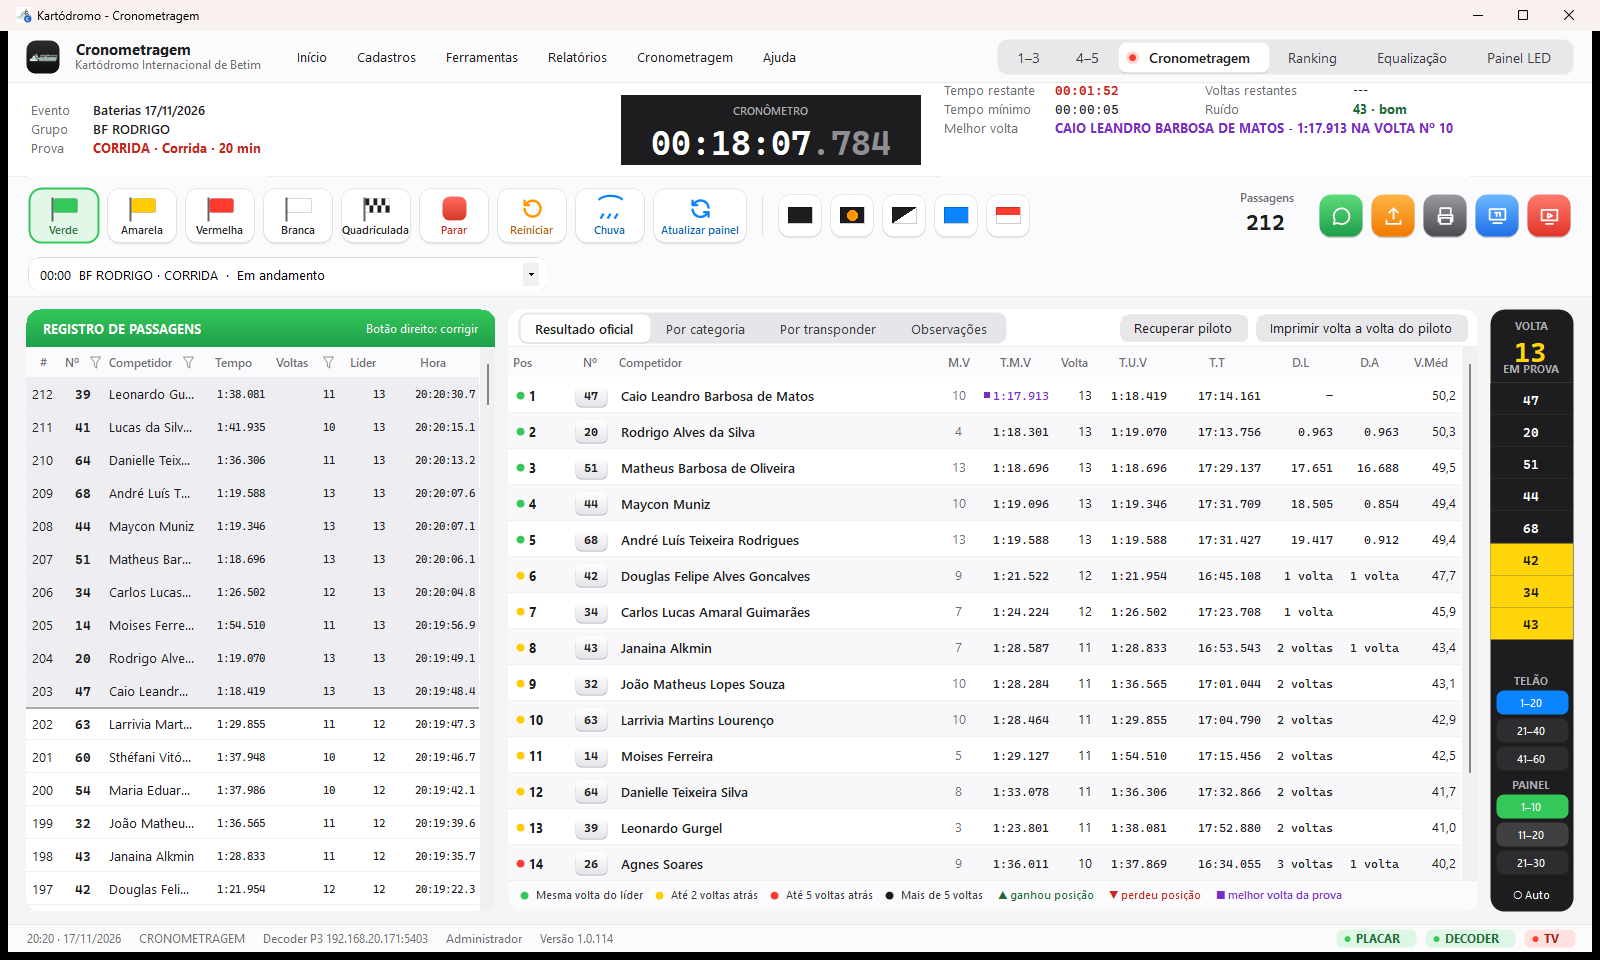 Kartódromo - Cronometragem
Cronometragem
Kartódromo Internacional de Betim
Início Cadastros Ferramentas Relatórios Cronometragem Ajuda
1–3 4–5 Cronometragem Ranking Equalização Painel LED
Evento Baterias 17/11/2026
Grupo BF RODRIGO
Prova CORRIDA · Corrida · 20 min
CRONÔMETRO
00:18:07.784
Tempo restante 00:01:52 Voltas restantes ---
Tempo mínimo 00:00:05 Ruído 43 · bom
Melhor volta CAIO LEANDRO BARBOSA DE MATOS - 1:17.913 NA VOLTA Nº 10
Verde Amarela Vermelha Branca Quadriculada Parar Reiniciar Chuva Atualizar painel
Passagens
212
00:00 BF RODRIGO · CORRIDA · Em andamento
REGISTRO DE PASSAGENS Botão direito: corrigir
# Nº Competidor Tempo Voltas Líder Hora
212 39 Leonardo Gu... 1:38.081 11 13 20:20:30.7
211 41 Lucas da Silv... 1:41.935 10 13 20:20:15.1
210 64 Danielle Teix... 1:36.306 11 13 20:20:13.2
209 68 André Luís T... 1:19.588 13 13 20:20:07.6
208 44 Maycon Muniz 1:19.346 13 13 20:20:07.1
207 51 Matheus Bar... 1:18.696 13 13 20:20:06.1
206 34 Carlos Lucas... 1:26.502 12 13 20:20:04.8
205 14 Moises Ferre... 1:54.510 11 13 20:19:56.9
204 20 Rodrigo Alve... 1:19.070 13 13 20:19:49.1
203 47 Caio Leandr... 1:18.419 13 13 20:19:48.4
202 63 Larrivia Mart... 1:29.855 11 12 20:19:47.3
201 60 Sthéfani Vitó... 1:37.948 10 12 20:19:46.7
200 54 Maria Eduar... 1:37.986 10 12 20:19:42.1
199 32 João Matheu... 1:36.565 11 12 20:19:39.6
198 43 Janaina Alkmin 1:28.833 11 12 20:19:35.7
197 42 Douglas Feli... 1:21.954 12 12 20:19:22.3
Resultado oficial Por categoria Por transponder Observações Recuperar piloto Imprimir volta a volta do piloto
Pos Nº Competidor M.V T.M.V Volta T.U.V T.T D.L D.A V.Méd
1 47 Caio Leandro Barbosa de Matos 10 1:17.913 13 1:18.419 17:14.161 – 50,2
2 20 Rodrigo Alves da Silva 4 1:18.301 13 1:19.070 17:13.756 0.963 0.963 50,3
3 51 Matheus Barbosa de Oliveira 13 1:18.696 13 1:18.696 17:29.137 17.651 16.688 49,5
4 44 Maycon Muniz 10 1:19.096 13 1:19.346 17:31.709 18.505 0.854 49,4
5 68 André Luís Teixeira Rodrigues 13 1:19.588 13 1:19.588 17:31.427 19.417 0.912 49,4
6 42 Douglas Felipe Alves Goncalves 9 1:21.522 12 1:21.954 16:45.108 1 volta 1 volta 47,7
7 34 Carlos Lucas Amaral Guimarães 7 1:24.224 12 1:26.502 17:23.708 1 volta 45,9
8 43 Janaina Alkmin 7 1:28.587 11 1:28.833 16:53.543 2 voltas 1 volta 43,4
9 32 João Matheus Lopes Souza 10 1:28.284 11 1:36.565 17:01.044 2 voltas 43,1
10 63 Larrivia Martins Lourenço 10 1:28.464 11 1:29.855 17:04.790 2 voltas 42,9
11 14 Moises Ferreira 5 1:29.127 11 1:54.510 17:15.456 2 voltas 42,5
12 64 Danielle Teixeira Silva 8 1:33.078 11 1:36.306 17:32.866 2 voltas 41,7
13 39 Leonardo Gurgel 3 1:23.801 11 1:38.081 17:52.880 2 voltas 41,0
14 26 Agnes Soares 9 1:36.011 10 1:37.869 16:34.055 3 voltas 1 volta 40,2
Mesma volta do líder Até 2 voltas atrás Até 5 voltas atrás Mais de 5 voltas ganhou posição perdeu posição melhor volta da prova
VOLTA
13
EM PROVA
47
20
51
44
68
42
34
43
TELÃO
1–20
21–40
41–60
PAINEL
1–10
11–20
21–30
Auto
20:20 · 17/11/2026 CRONOMETRAGEM Decoder P3 192.168.20.171:5403 Administrador Versão 1.0.114
PLACAR DECODER TV